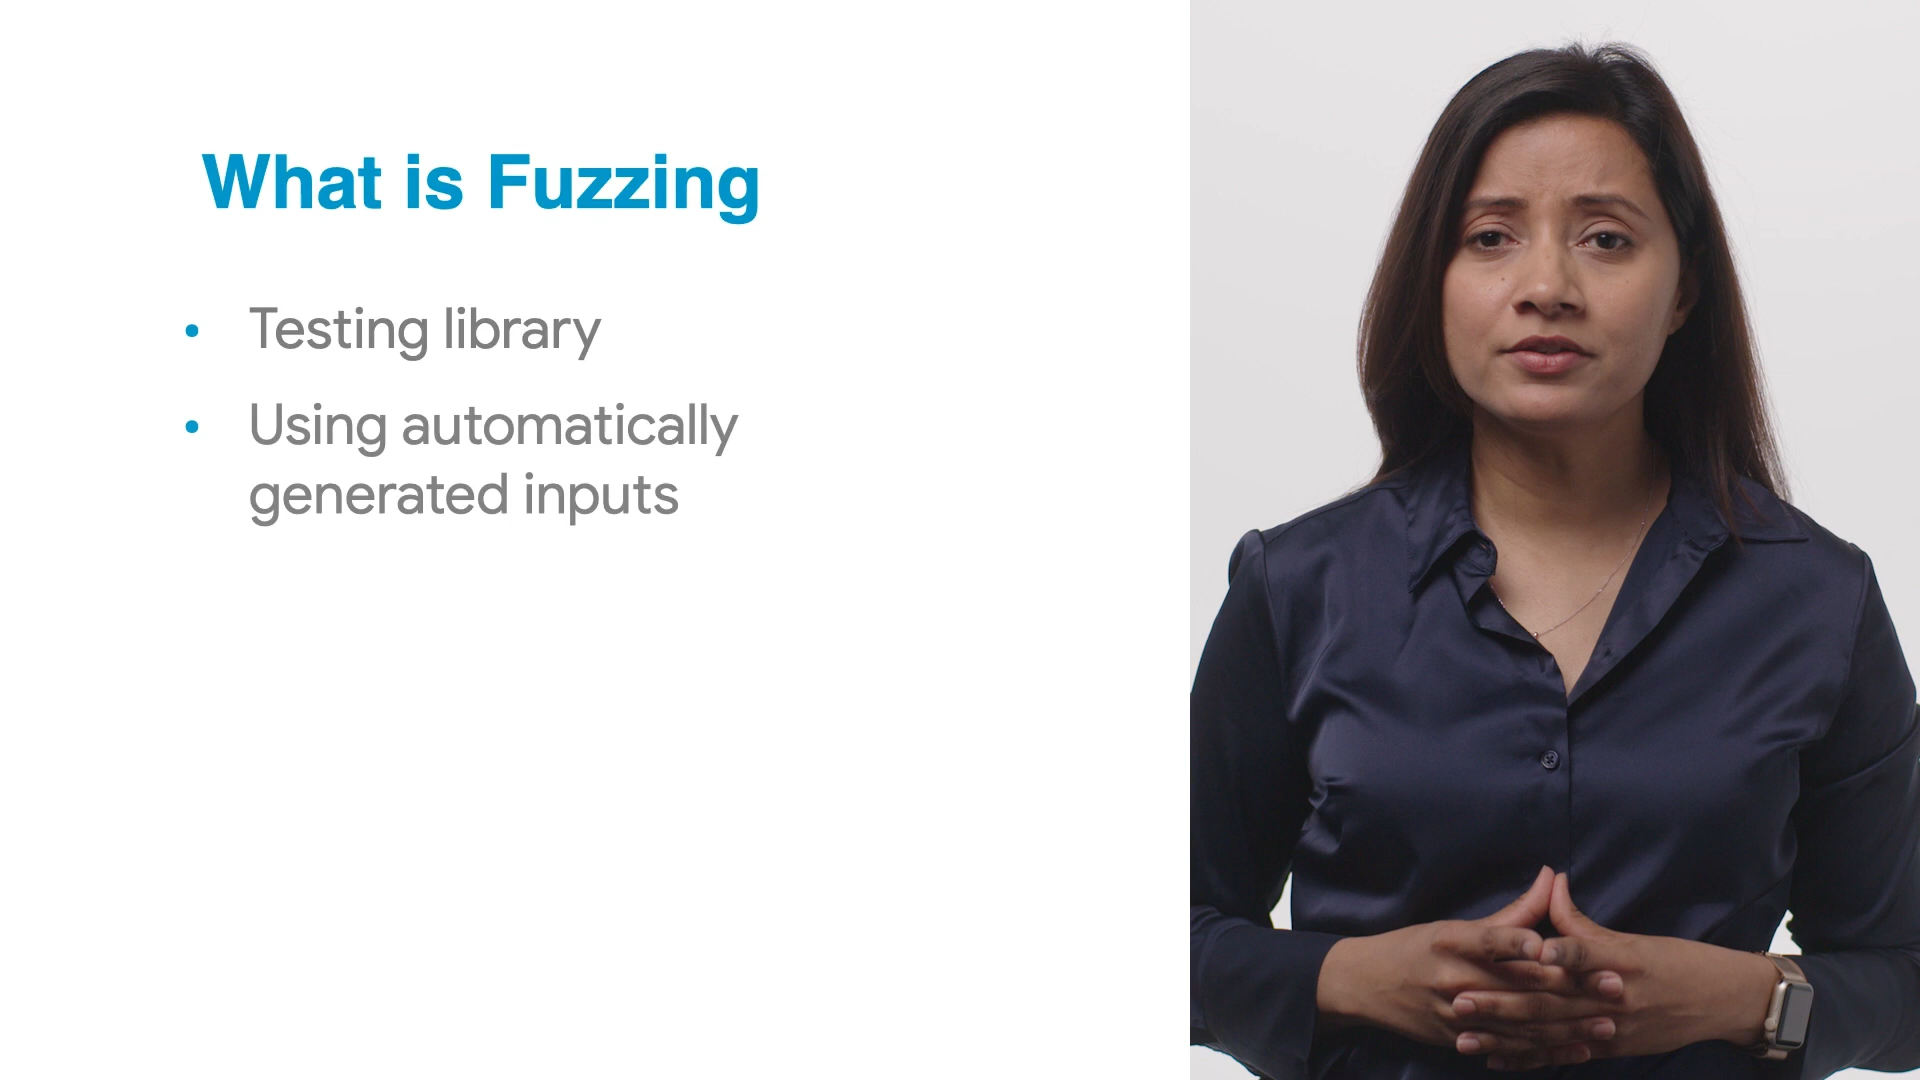 What is Fuzzing
• Testing library
• Using automatically
generated inputs